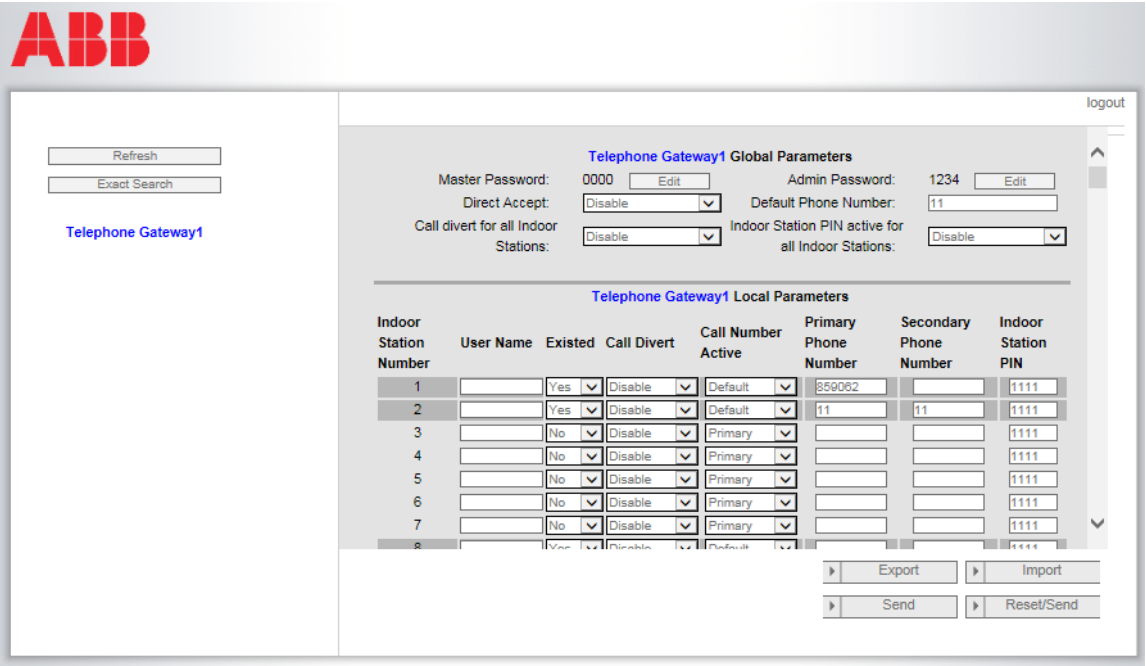 ABB
logout
Refresh
Exact Search
Telephone Gateway1
Telephone Gateway1 Global Parameters
Master Password: 0000 Edit Admin Password: 1234 Edit
Direct Accept: Disable Default Phone Number: 11
Call divert for all Indoor Stations: Disable Indoor Station PIN active for all Indoor Stations: Disable
Telephone Gateway1 Local Parameters
Indoor Station Number User Name Existed Call Divert Call Number Active Primary Phone Number Secondary Phone Number Indoor Station PIN
1 Yes Disable Default 859062 1111
2 Yes Disable Default 11 11 1111
3 No Disable Primary 1111
4 No Disable Primary 1111
5 No Disable Primary 1111
6 No Disable Primary 1111
7 No Disable Primary 1111
8 Yes Disable Default 1111
Export Import
Send Reset/Send